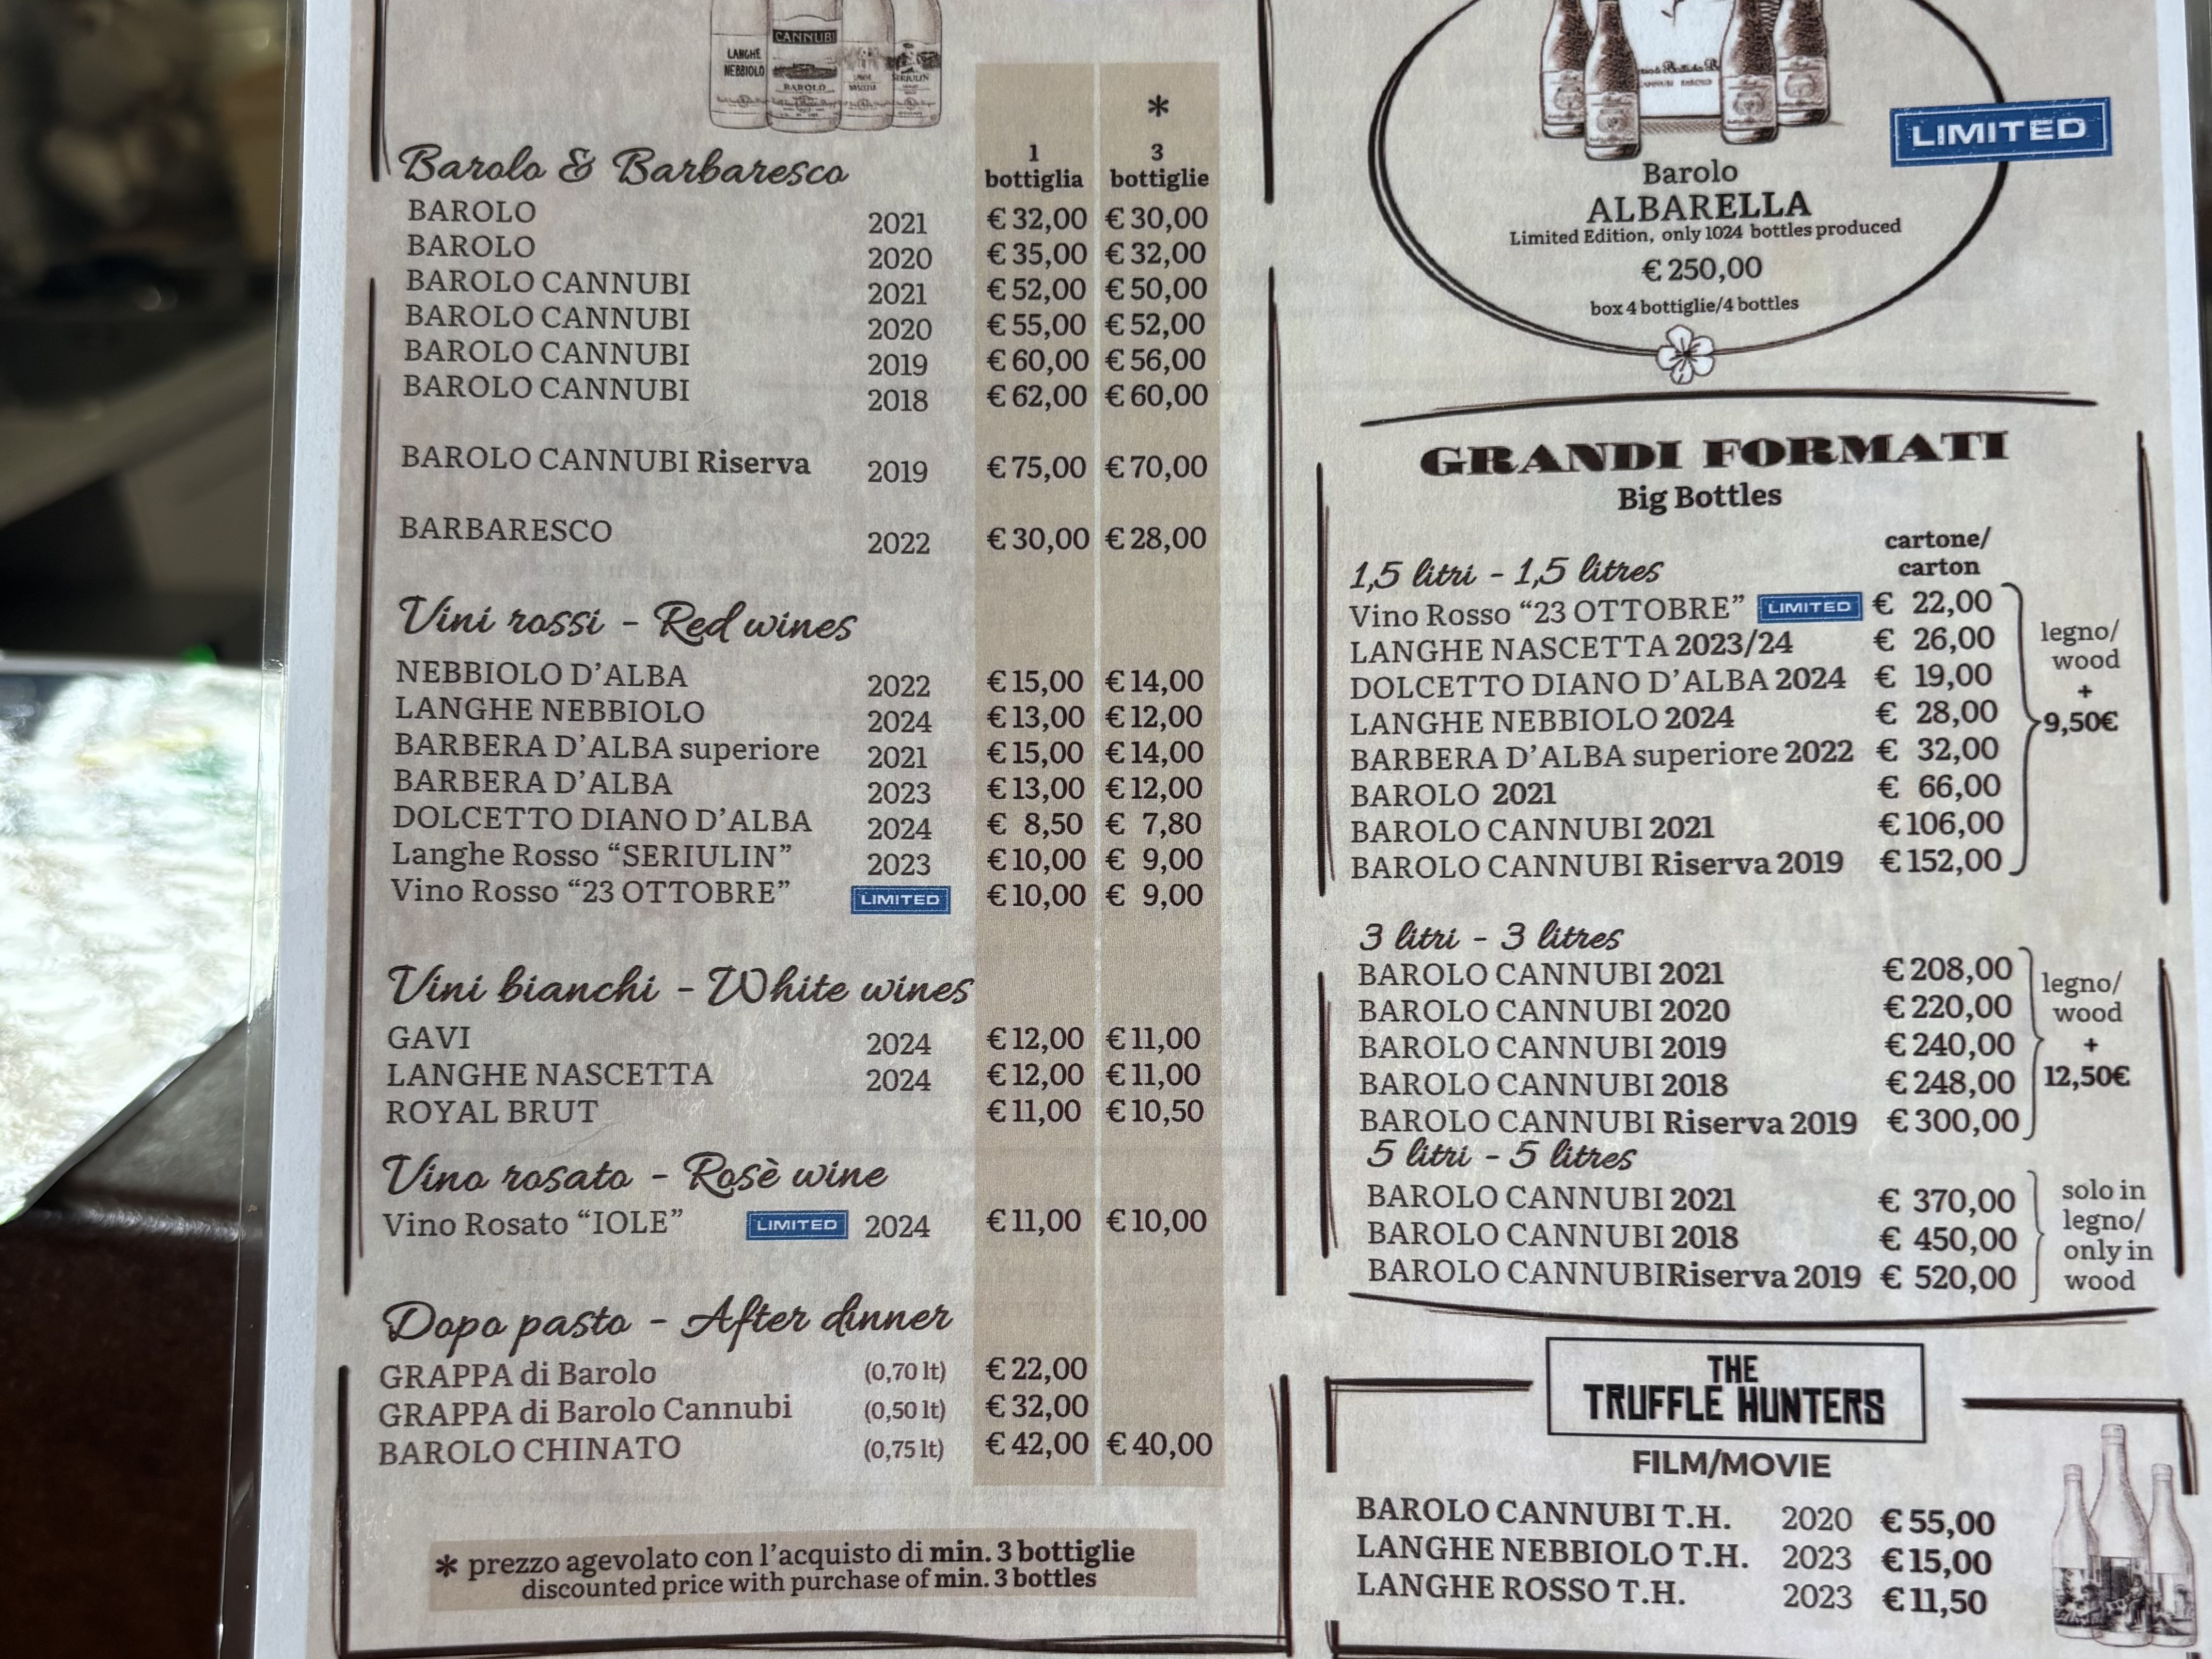 LANGHE
NEBBIOLO
CANNUBI
BAROLO
SERIULIN
*
1 bottiglia
3 bottiglie
Barolo & Barbaresco
BAROLO 2021 €32,00 €30,00
BAROLO 2020 €35,00 €32,00
BAROLO CANNUBI 2021 €52,00 €50,00
BAROLO CANNUBI 2020 €55,00 €52,00
BAROLO CANNUBI 2019 €60,00 €56,00
BAROLO CANNUBI 2018 €62,00 €60,00
BAROLO CANNUBI Riserva 2019 €75,00 €70,00
BARBARESCO 2022 €30,00 €28,00
Vini rossi - Red wines
NEBBIOLO D'ALBA 2022 €15,00 €14,00
LANGHE NEBBIOLO 2024 €13,00 €12,00
BARBERA D'ALBA superiore 2021 €15,00 €14,00
BARBERA D'ALBA 2023 €13,00 €12,00
DOLCETTO DIANO D'ALBA 2024 € 8,50 € 7,80
Langhe Rosso "SERIULIN" 2023 €10,00 € 9,00
Vino Rosso "23 OTTOBRE" LIMITED €10,00 € 9,00
Vini bianchi - White wines
GAVI 2024 €12,00 €11,00
LANGHE NASCETTA 2024 €12,00 €11,00
ROYAL BRUT €11,00 €10,50
Vino rosato - Rosè wine
Vino Rosato "IOLE" LIMITED 2024 €11,00 €10,00
Dopo pasto - After dinner
GRAPPA di Barolo (0,70 lt) €22,00
GRAPPA di Barolo Cannubi (0,50 lt) €32,00
BAROLO CHINATO (0,75 lt) €42,00 €40,00
* prezzo agevolato con l'acquisto di min. 3 bottiglie
discounted price with purchase of min. 3 bottles
LIMITED
Barolo
ALBARELLA
Limited Edition, only 1024 bottles produced
€250,00
box 4 bottiglie/4 bottles
GRANDI FORMATI
Big Bottles
cartone/
carton
1,5 litri - 1,5 litres
Vino Rosso "23 OTTOBRE" LIMITED € 22,00
LANGHE NASCETTA 2023/24 € 26,00
DOLCETTO DIANO D'ALBA 2024 € 19,00
LANGHE NEBBIOLO 2024 € 28,00
BARBERA D'ALBA superiore 2022 € 32,00
BAROLO 2021 € 66,00
BAROLO CANNUBI 2021 €106,00
BAROLO CANNUBI Riserva 2019 €152,00
legno/
wood
+
9,50€
3 litri - 3 litres
BAROLO CANNUBI 2021 €208,00
BAROLO CANNUBI 2020 €220,00
BAROLO CANNUBI 2019 €240,00
BAROLO CANNUBI 2018 €248,00
BAROLO CANNUBI Riserva 2019 €300,00
legno/
wood
+
12,50€
5 litri - 5 litres
BAROLO CANNUBI 2021 € 370,00
BAROLO CANNUBI 2018 € 450,00
BAROLO CANNUBIRiserva 2019 € 520,00
solo in
legno/
only in
wood
THE
TRUFFLE HUNTERS
FILM/MOVIE
BAROLO CANNUBI T.H. 2020 €55,00
LANGHE NEBBIOLO T.H. 2023 €15,00
LANGHE ROSSO T.H. 2023 €11,50